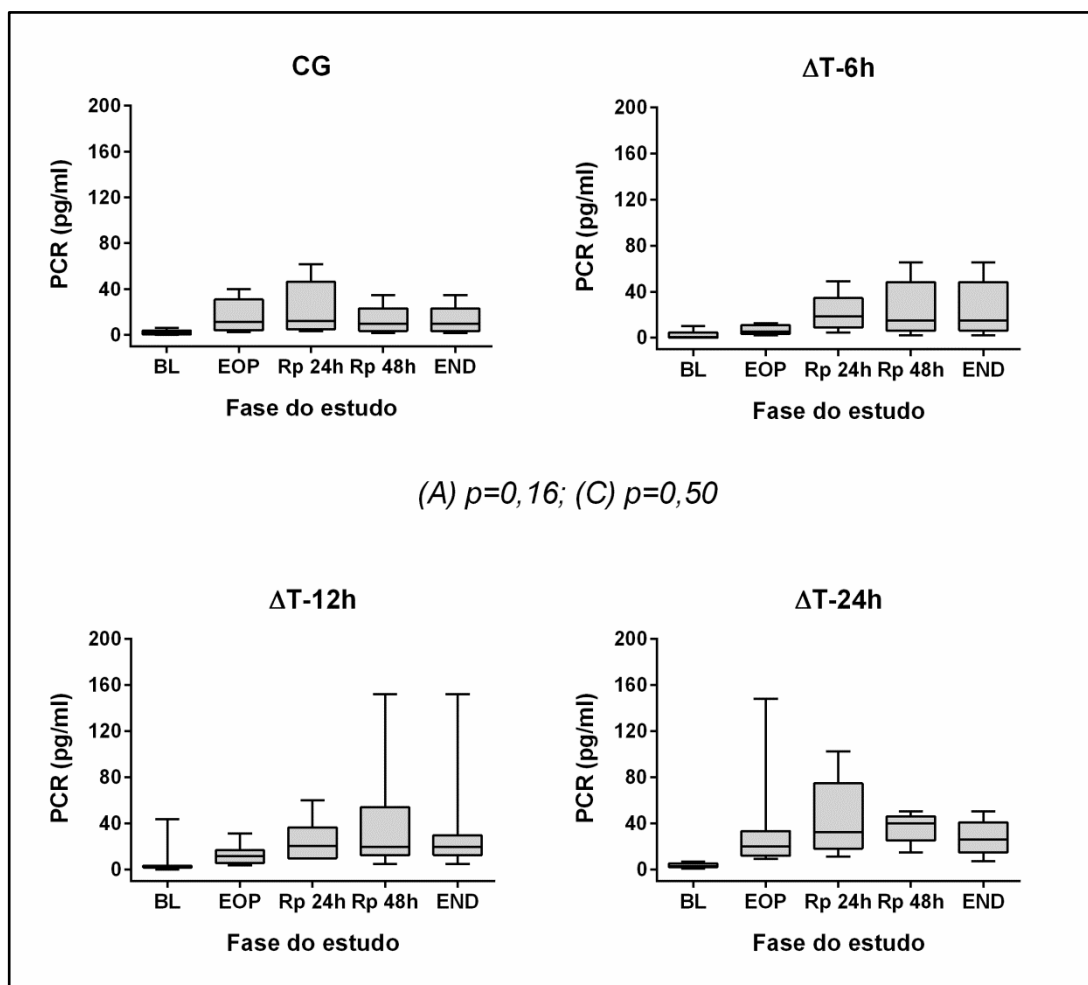 CG
200
160
120
80
40
0
PCR (pg/ml)
BL EOP Rp 24h Rp 48h END
Fase do estudo
ΔT-6h
200
160
120
80
40
0
PCR (pg/ml)
BL EOP Rp 24h Rp 48h END
Fase do estudo
(A) p=0,16; (C) p=0,50
ΔT-12h
200
160
120
80
40
0
PCR (pg/ml)
BL EOP Rp 24h Rp 48h END
Fase do estudo
ΔT-24h
200
160
120
80
40
0
PCR (pg/ml)
BL EOP Rp 24h Rp 48h END
Fase do estudo